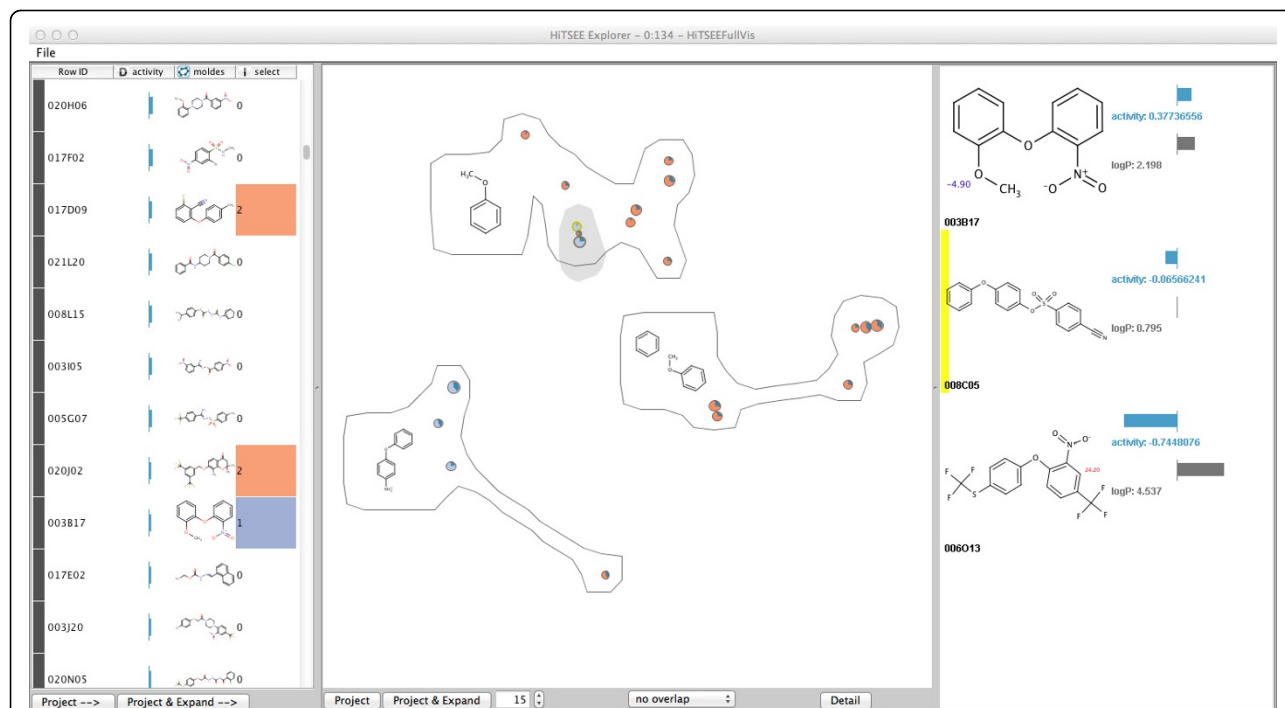 HiTSEE Explorer - 0:134 - HiTSEEFullVis
File
Row ID D activity moldes i select
020H06 0
017F02 0
017D09 2
021L20 0
008L15 0
003I05 0
005G07 0
020J02 2
003B17 1
017E02 0
003J20 0
020N05 0
Project --> Project & Expand -->
H₃C
O
CH₃
O
NH₂
Project Project & Expand 15 no overlap Detail
O
O
CH₃
N⁺
⁻O
O
-4.90
activity: 0.37736556
logP: 2.198
003B17
O
O
O
S
O
N
activity: -0.06566241
logP: 0.795
008C05
O
O⁻
N⁺
O
F
F
F
S
24.20
F
F
F
activity: -0.7448076
logP: 4.537
006O13